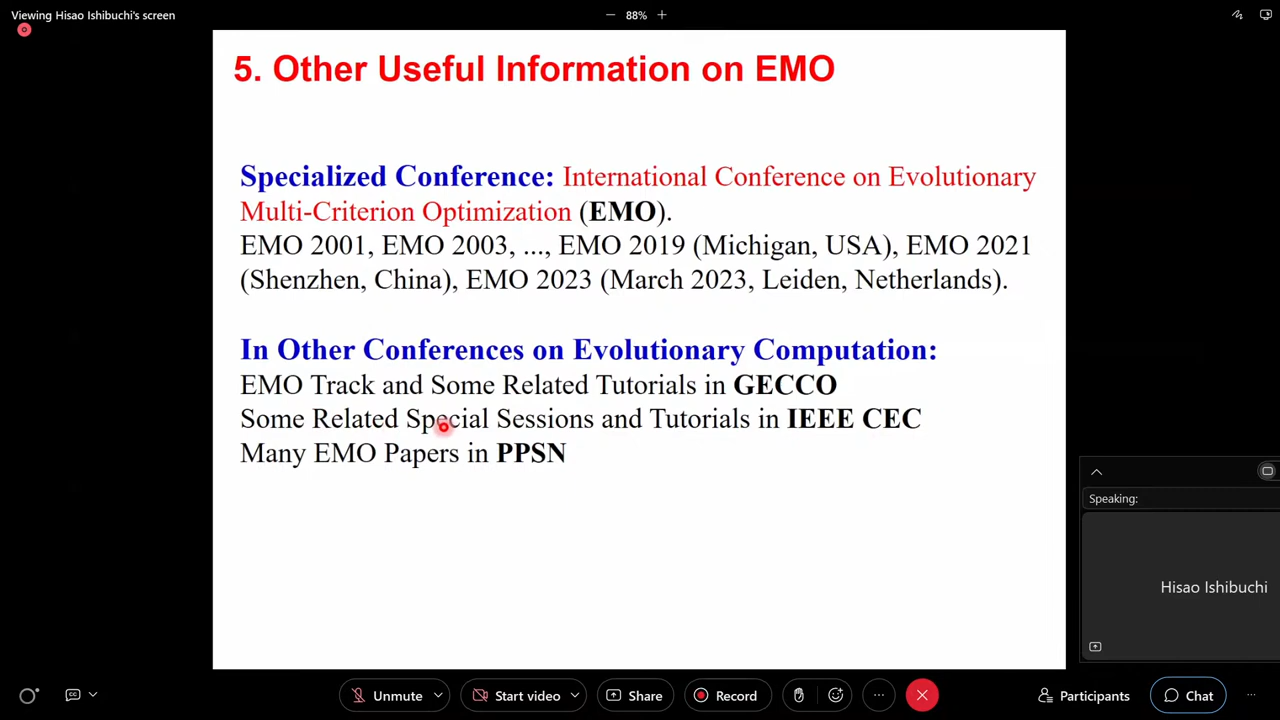 Viewing Hisao Ishibuchi's screen
88%
5. Other Useful Information on EMO
Specialized Conference: International Conference on Evolutionary
Multi-Criterion Optimization (EMO).
EMO 2001, EMO 2003, ..., EMO 2019 (Michigan, USA), EMO 2021
(Shenzhen, China), EMO 2023 (March 2023, Leiden, Netherlands).
In Other Conferences on Evolutionary Computation:
EMO Track and Some Related Tutorials in GECCO
Some Related Special Sessions and Tutorials in IEEE CEC
Many EMO Papers in PPSN
Speaking:
Hisao Ishibuchi
CC
Unmute
Start video
Share
Record
Participants
Chat